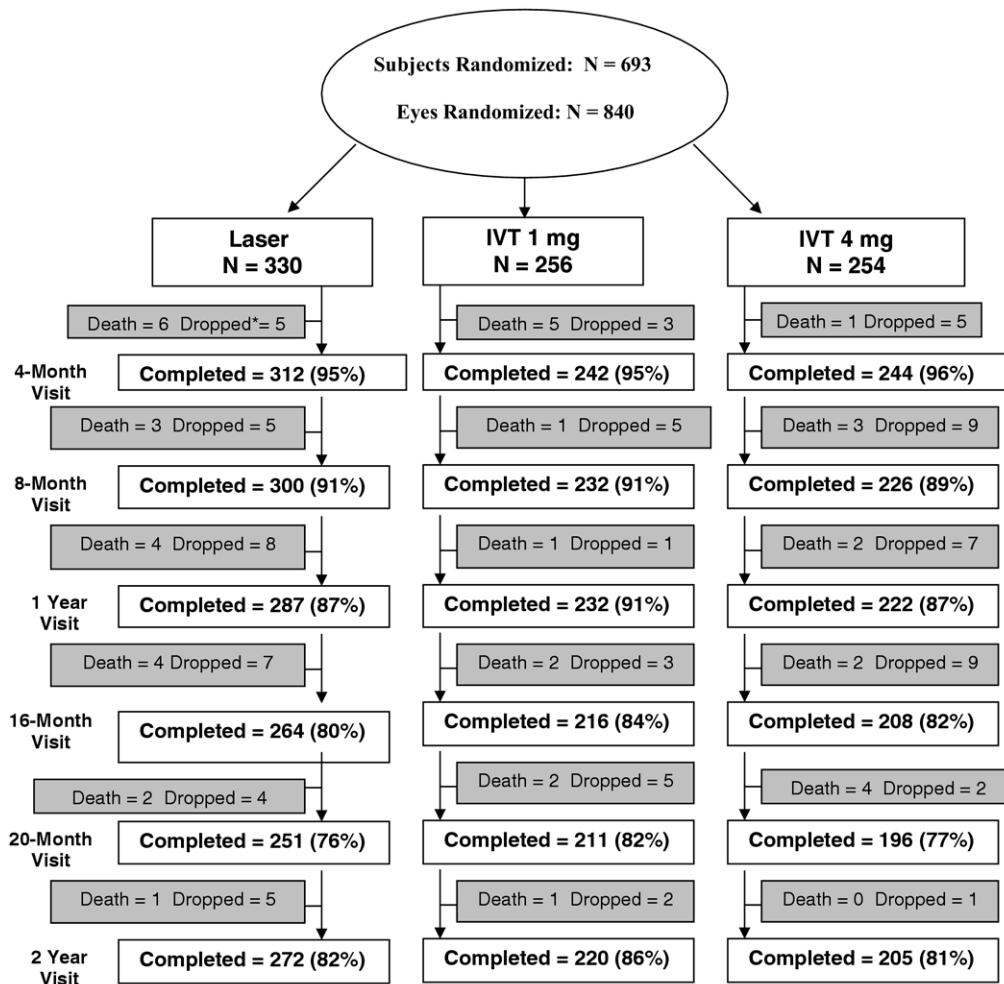 Subjects Randomized: N = 693
Eyes Randomized: N = 840
Laser
N = 330
IVT 1 mg
N = 256
IVT 4 mg
N = 254
Death = 6 Dropped*= 5
Death = 5 Dropped = 3
Death = 1 Dropped = 5
4-Month
Visit
Completed = 312 (95%)
Completed = 242 (95%)
Completed = 244 (96%)
Death = 3 Dropped = 5
Death = 1 Dropped = 5
Death = 3 Dropped = 9
8-Month
Visit
Completed = 300 (91%)
Completed = 232 (91%)
Completed = 226 (89%)
Death = 4 Dropped = 8
Death = 1 Dropped = 1
Death = 2 Dropped = 7
1 Year
Visit
Completed = 287 (87%)
Completed = 232 (91%)
Completed = 222 (87%)
Death = 4 Dropped = 7
Death = 2 Dropped = 3
Death = 2 Dropped = 9
16-Month
Visit
Completed = 264 (80%)
Completed = 216 (84%)
Completed = 208 (82%)
Death = 2 Dropped = 4
Death = 2 Dropped = 5
Death = 4 Dropped = 2
20-Month
Visit
Completed = 251 (76%)
Completed = 211 (82%)
Completed = 196 (77%)
Death = 1 Dropped = 5
Death = 1 Dropped = 2
Death = 0 Dropped = 1
2 Year
Visit
Completed = 272 (82%)
Completed = 220 (86%)
Completed = 205 (81%)